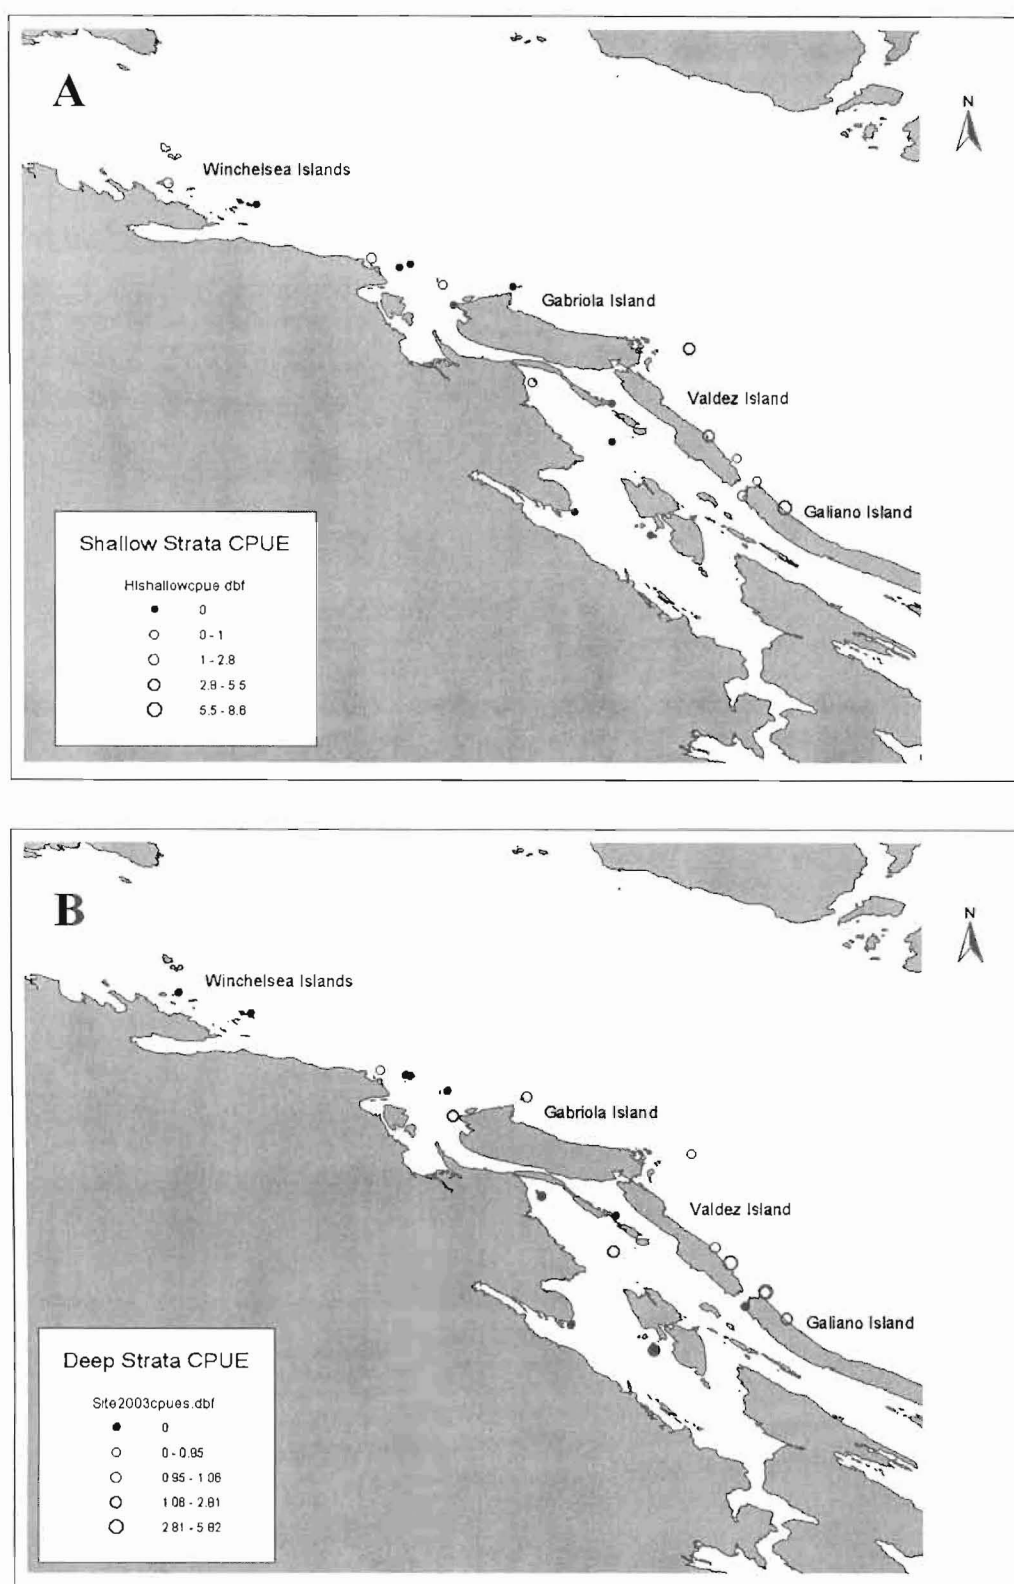 A
N
Winchelsea Islands
Gabriola Island
Valdez Island
Galiano Island
Shallow Strata CPUE
Hlshallowcpue.dbf
0
0 - 1
1 - 2.8
2.8 - 5.5
5.5 - 8.8
B
N
Winchelsea Islands
Gabriola Island
Valdez Island
Galiano Island
Deep Strata CPUE
Site2003cpues.dbf
0
0 - 0.95
0.95 - 1.08
1.08 - 2.81
2.81 - 5.82